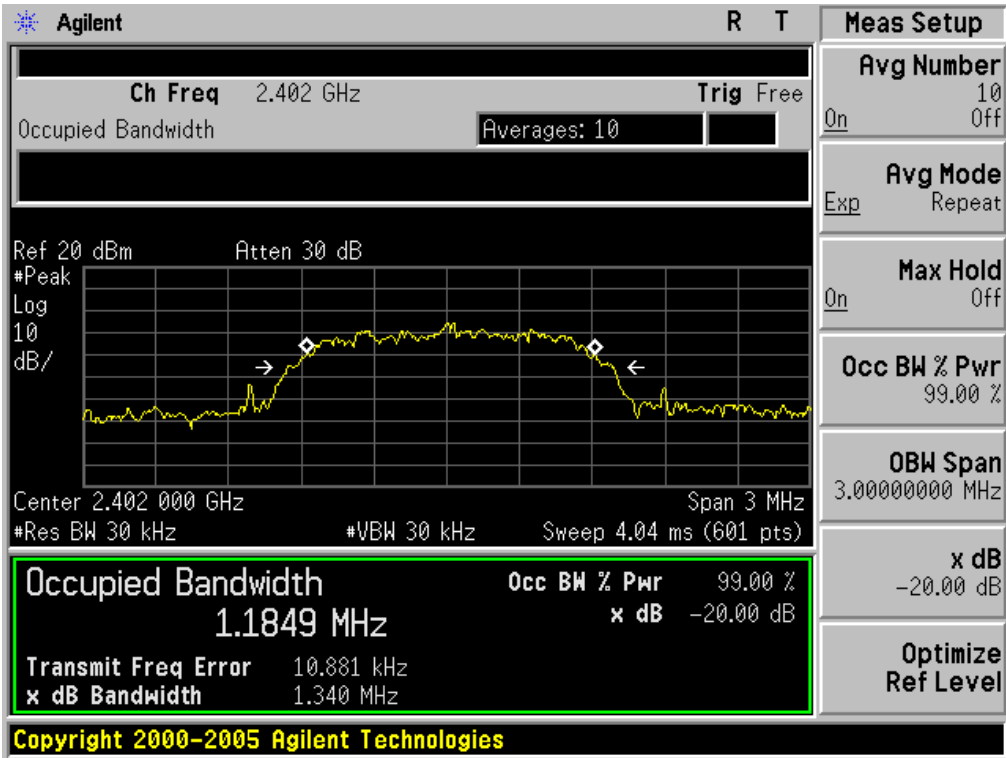 Agilent R T
Ch Freq 2.402 GHz Trig Free
Occupied Bandwidth Averages: 10
Ref 20 dBm Atten 30 dB
#Peak
Log
10
dB/
Center 2.402 000 GHz Span 3 MHz
#Res BW 30 kHz #VBW 30 kHz Sweep 4.04 ms (601 pts)
Occupied Bandwidth Occ BW % Pwr 99.00 %
1.1849 MHz x dB -20.00 dB
Transmit Freq Error 10.881 kHz
x dB Bandwidth 1.340 MHz
Copyright 2000-2005 Agilent Technologies
Meas Setup
Avg Number
10
On Off
Avg Mode
Exp Repeat
Max Hold
On Off
Occ BW % Pwr
99.00 %
OBW Span
3.00000000 MHz
x dB
-20.00 dB
Optimize
Ref Level